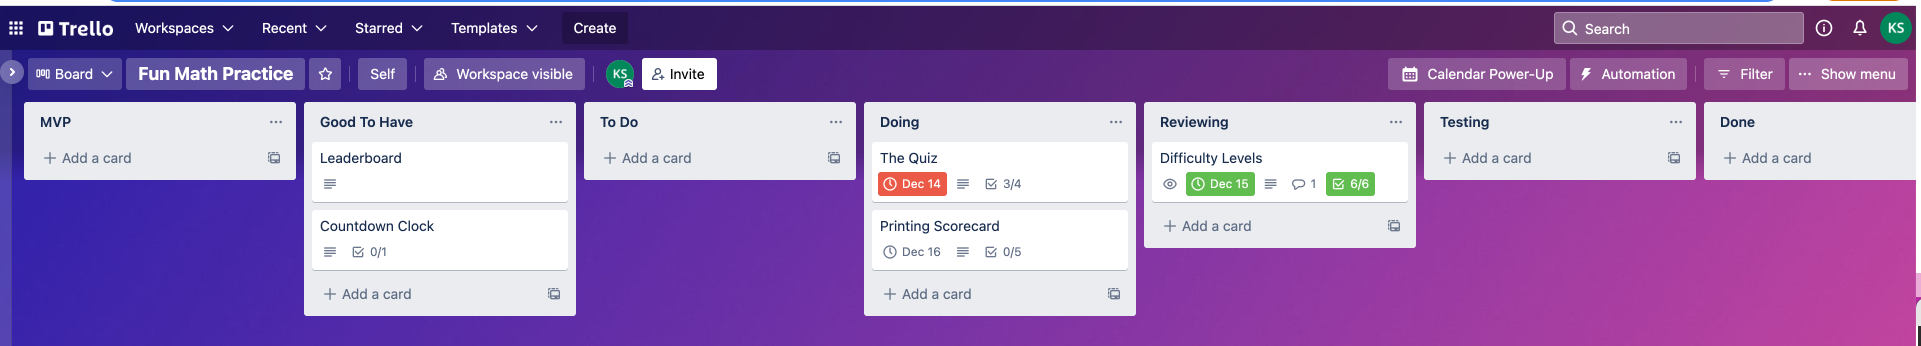 Trello Workspaces Recent Starred Templates Create Search KS
Board Fun Math Practice Self Workspace visible KS Invite Calendar Power-Up Automation Filter ... Show menu
MVP
+ Add a card
Good To Have
Leaderboard
Countdown Clock
0/1
+ Add a card
To Do
+ Add a card
Doing
The Quiz
Dec 14 3/4
Printing Scorecard
Dec 16 0/5
+ Add a card
Reviewing
Difficulty Levels
Dec 15 1 6/6
+ Add a card
Testing
+ Add a card
Done
+ Add a card